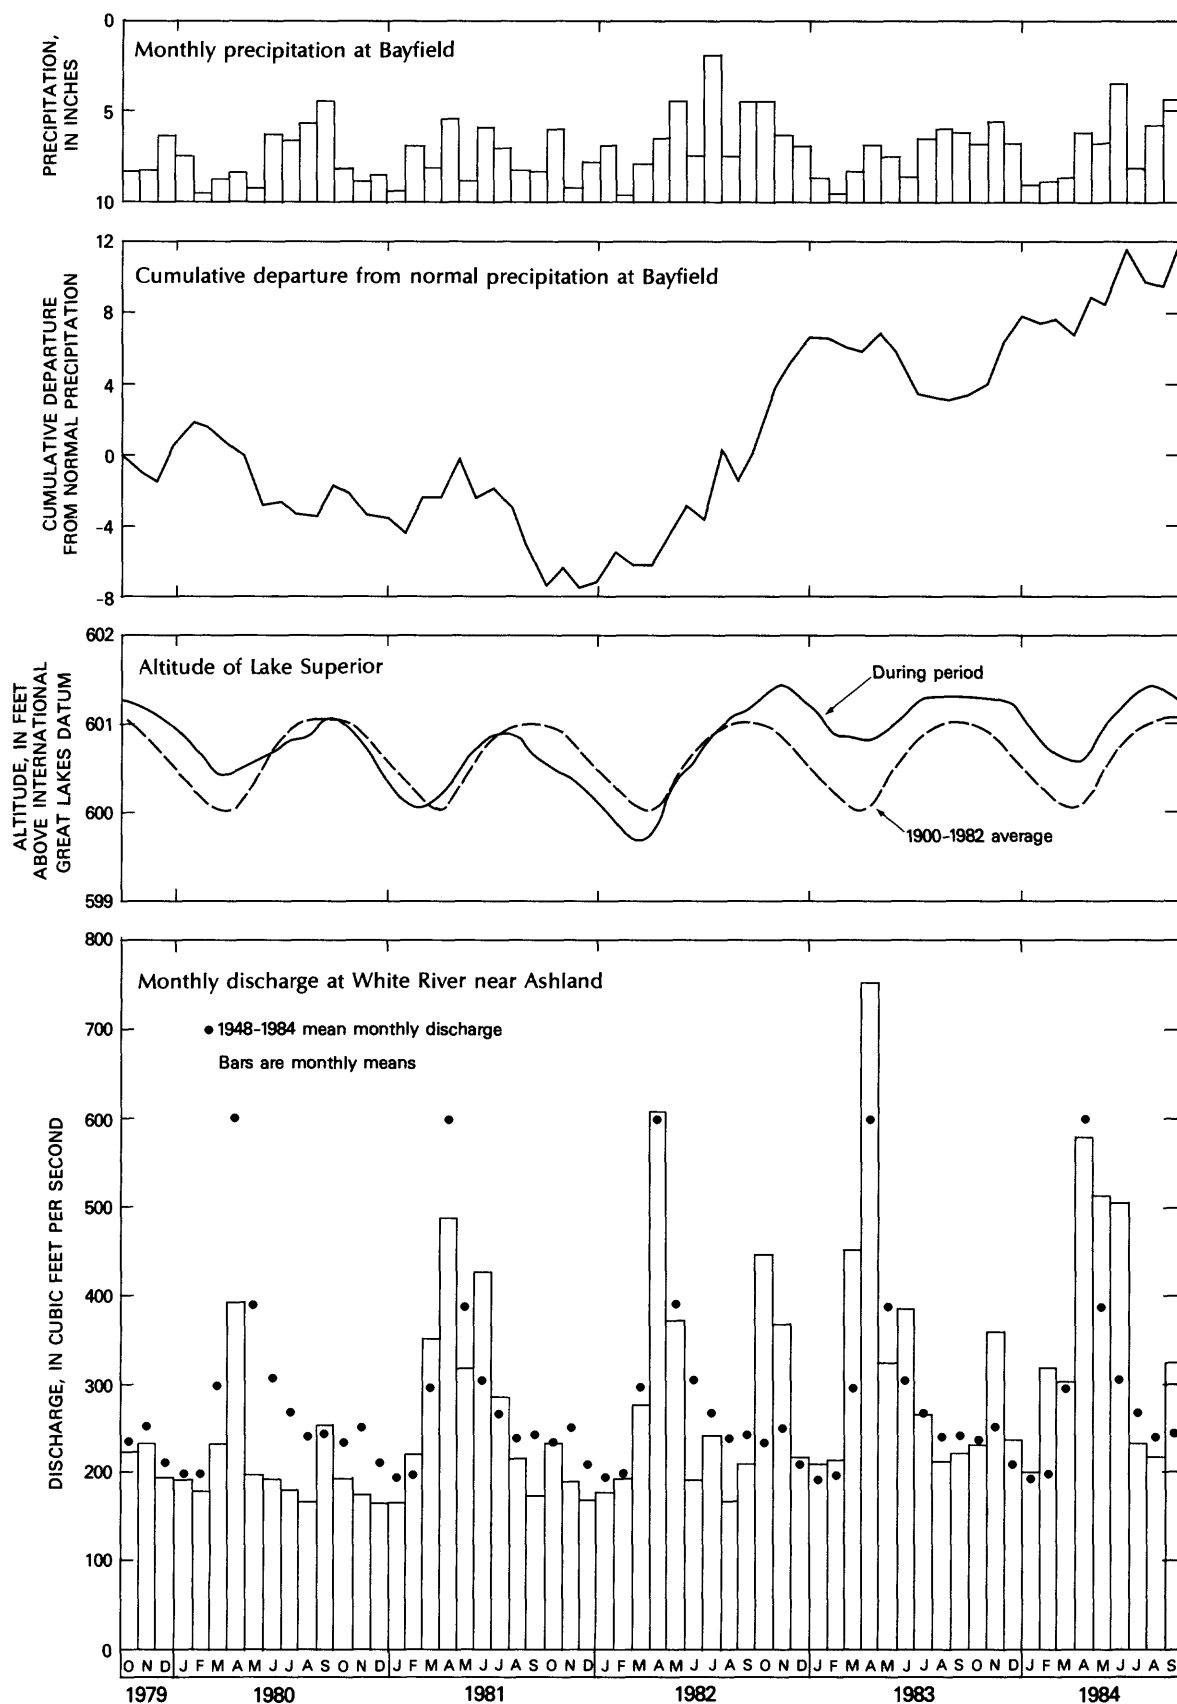 Monthly precipitation at Bayfield
PRECIPITATION,
IN INCHES
0
5
10
Cumulative departure from normal precipitation at Bayfield
CUMULATIVE DEPARTURE
FROM NORMAL PRECIPITATION
12
8
4
0
-4
-8
Altitude of Lake Superior
ALTITUDE, IN FEET
ABOVE INTERNATIONAL
GREAT LAKES DATUM
602
601
600
599
During period
1900-1982 average
Monthly discharge at White River near Ashland
1948-1984 mean monthly discharge
Bars are monthly means
DISCHARGE, IN CUBIC FEET PER SECOND
800
700
600
500
400
300
200
100
0
O N D J F M A M J J A S O N D J F M A M J J A S O N D J F M A M J J A S O N D J F M A M J J A S O N D J F M A M J J A S
1979 1980 1981 1982 1983 1984